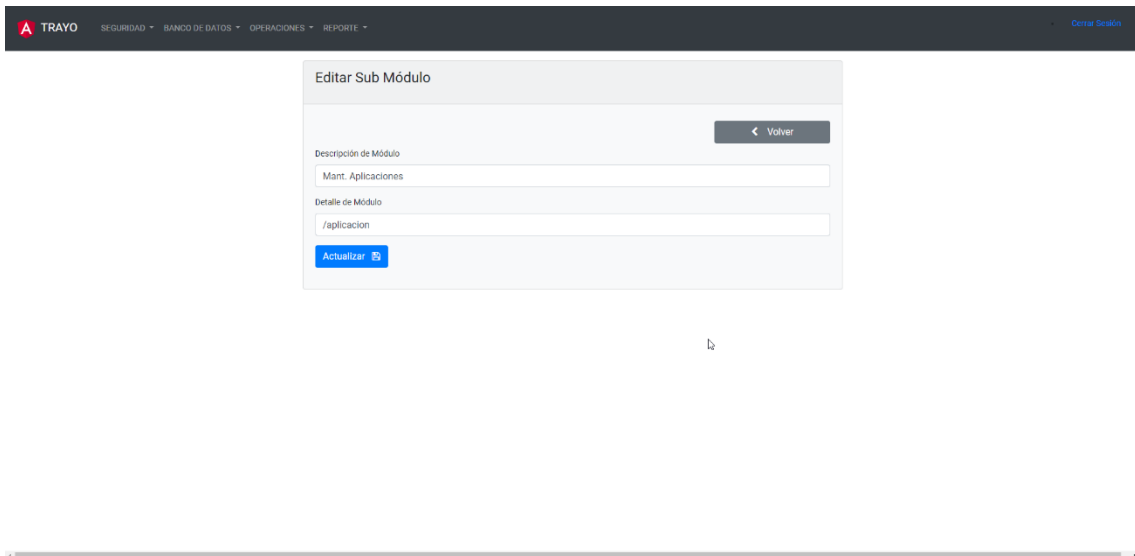 A TRAYO SEGURIDAD BANCO DE DATOS OPERACIONES REPORTE Cerrar Sesión
Editar Sub Módulo
Volver
Descripción de Módulo
Mant. Aplicaciones
Detalle de Módulo
/aplicacion
Actualizar